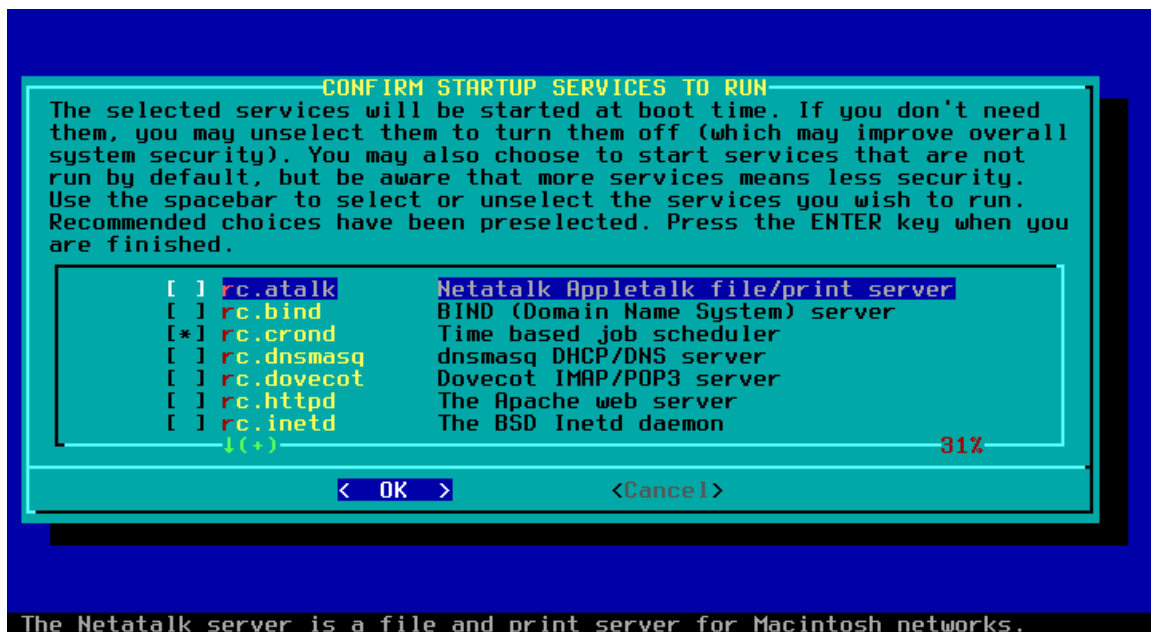 CONFIRM STARTUP SERVICES TO RUN
The selected services will be started at boot time. If you don't need
them, you may unselect them to turn them off (which may improve overall
system security). You may also choose to start services that are not
run by default, but be aware that more services means less security.
Use the spacebar to select or unselect the services you wish to run.
Recommended choices have been preselected. Press the ENTER key when you
are finished.
[ ] rc.atalk Netatalk Appletalk file/print server
[ ] rc.bind BIND (Domain Name System) server
[*] rc.crond Time based job scheduler
[ ] rc.dnsmasq dnsmasq DHCP/DNS server
[ ] rc.dovecot Dovecot IMAP/POP3 server
[ ] rc.httpd The Apache web server
[ ] rc.inetd The BSD Inetd daemon
↓(+) 31%
< OK > <Cancel>
The Netatalk server is a file and print server for Macintosh networks.